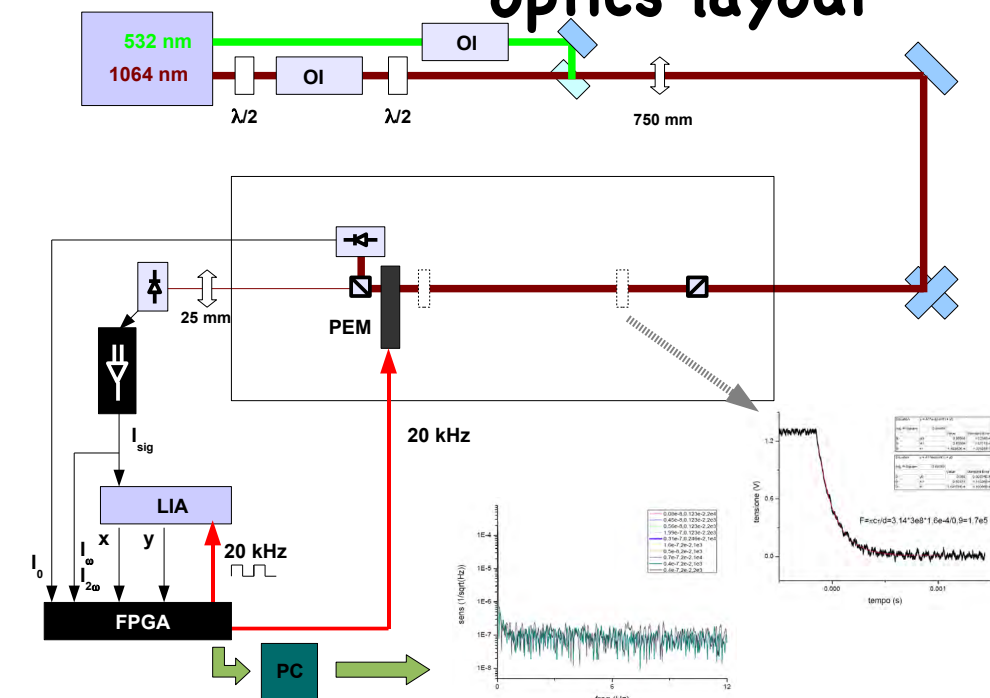 optics layout
532 nm
OI
1064 nm
OI
λ/2
λ/2
750 mm
25 mm
PEM
20 kHz
I sig
LIA
x
y
20 kHz
I0
Iω
I2ω
FPGA
PC
sens (1/sqrt(Hz))
1E-4
1E-5
1E-6
1E-7
1E-8
0
6
12
freq (Hz)
tensione (V)
1.2
0.6
0.0
F=πcτ/d=3.14*3e8*1.6e-4/0.9=1.7e5
0.000
0.001
tempo (s)